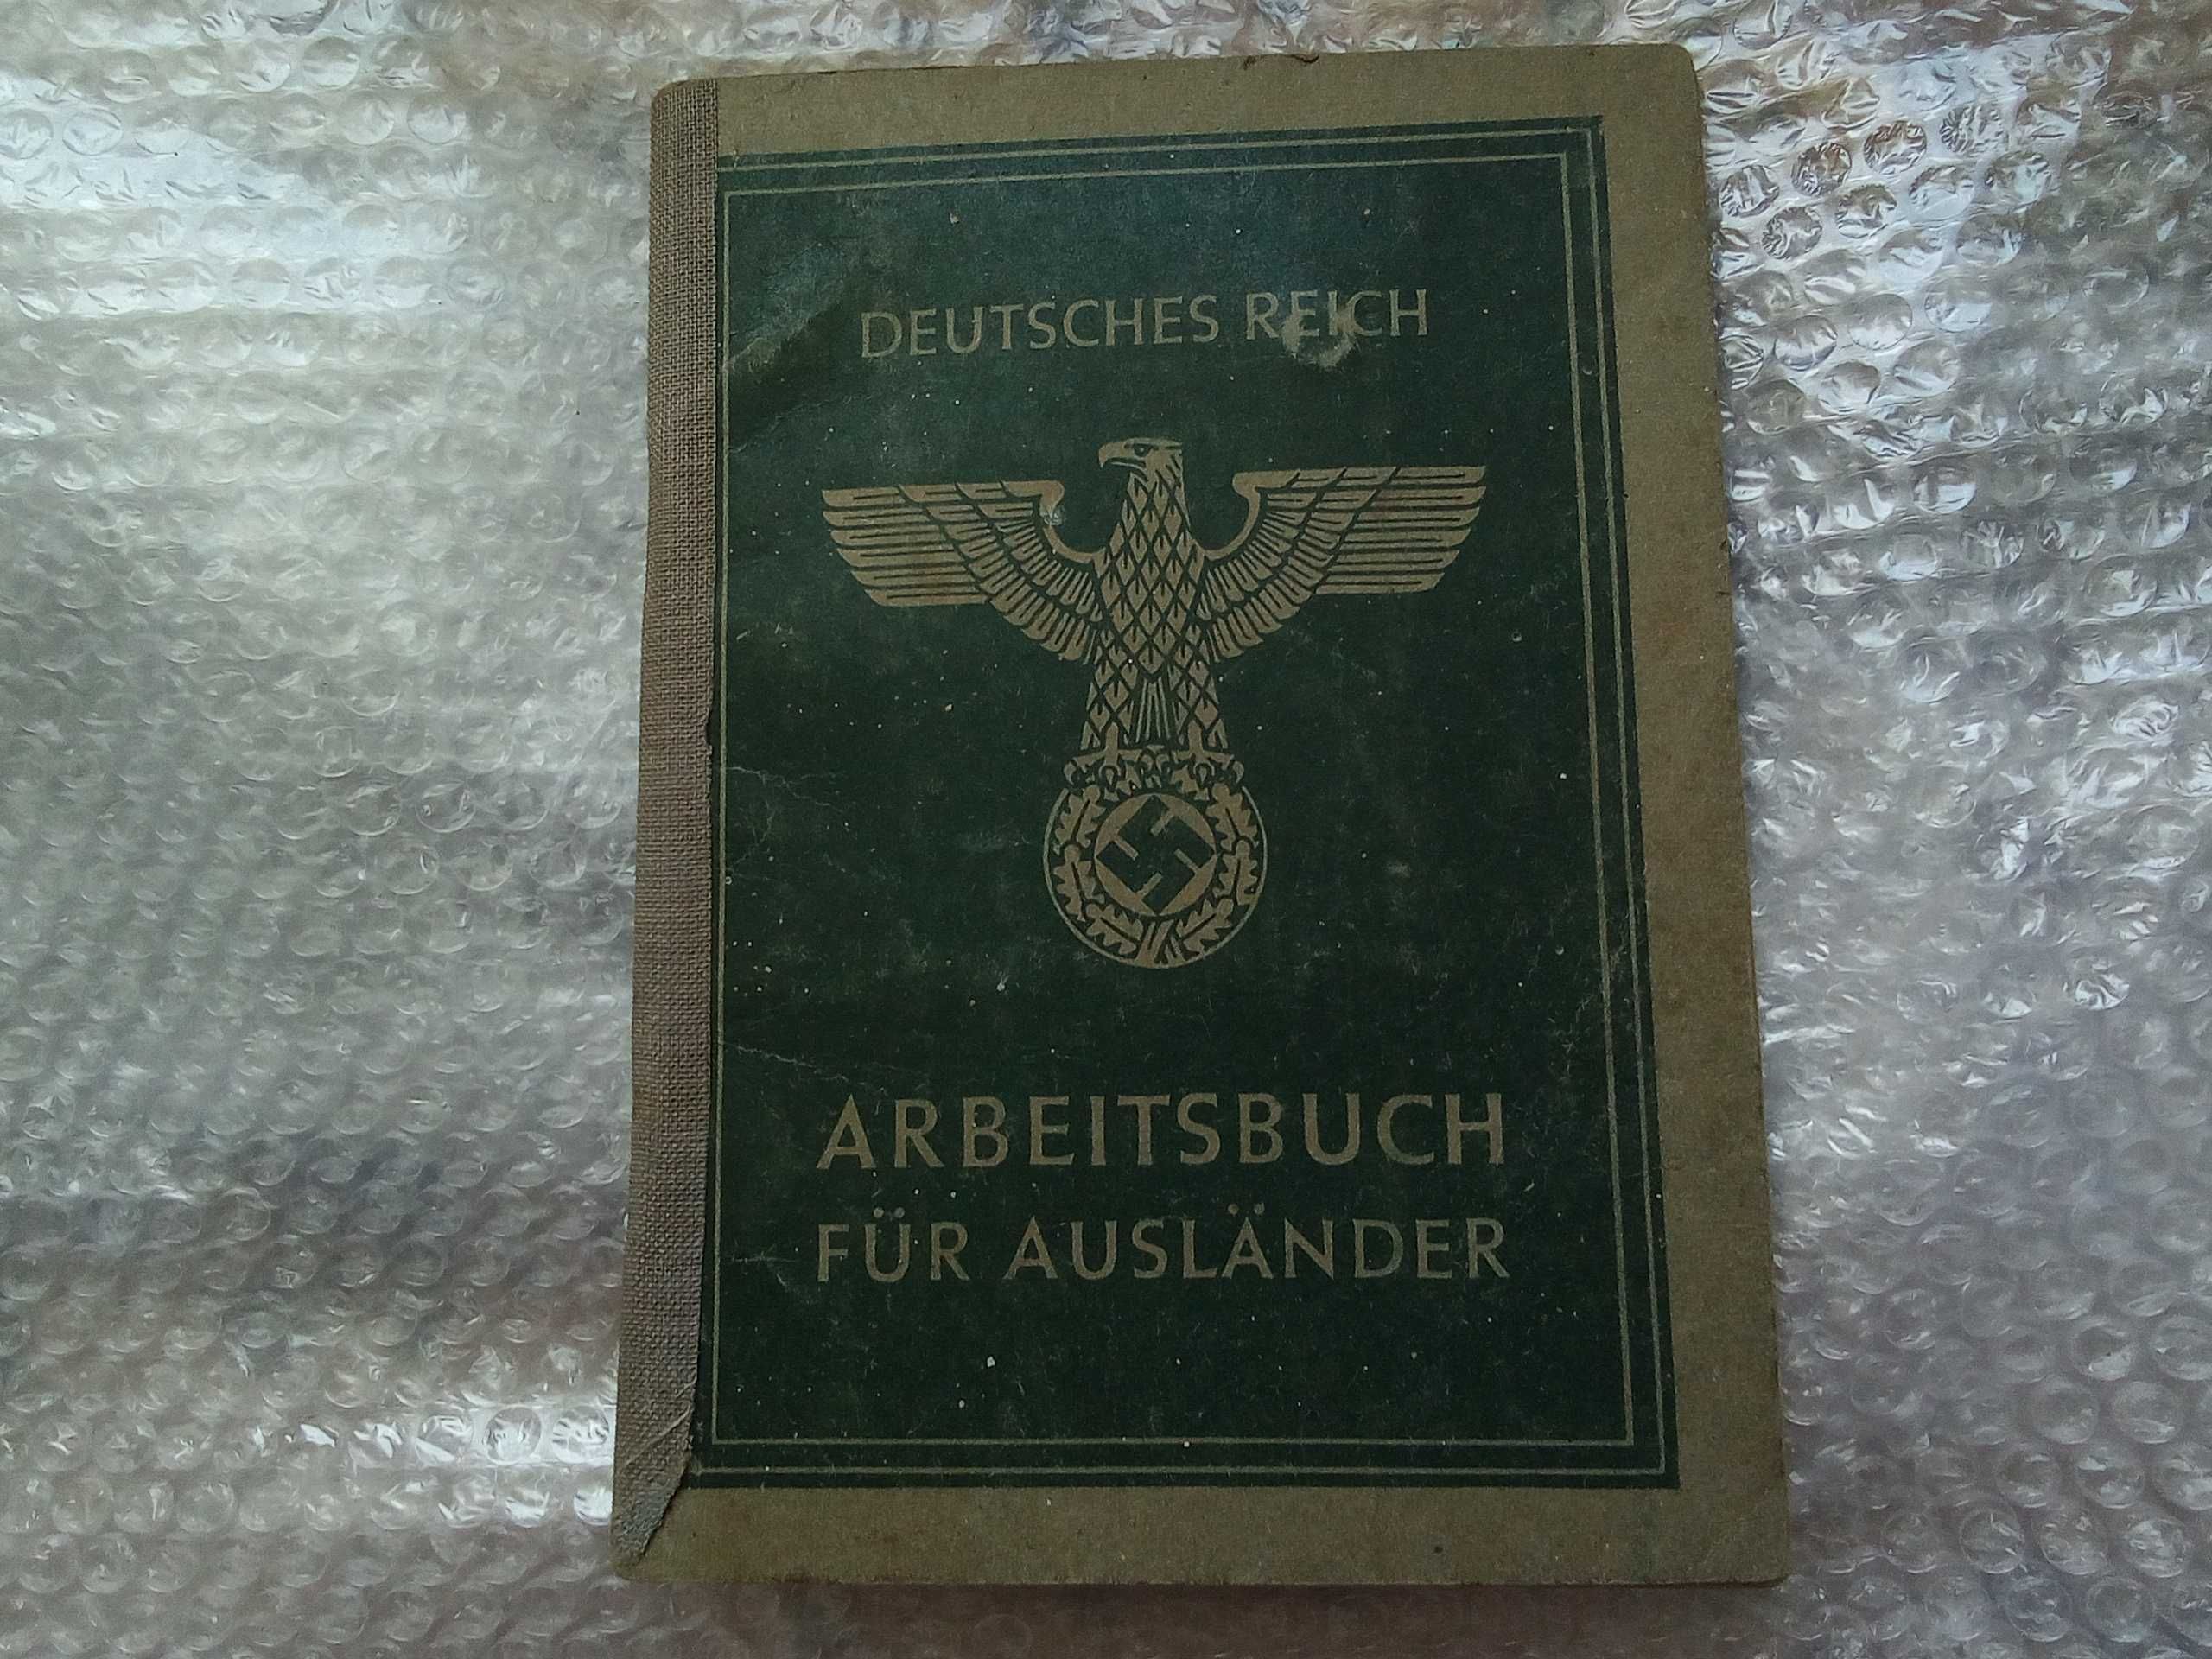 DEUTSCHES REICH
ARBEITSBUCH
FÜR AUSLÄNDER